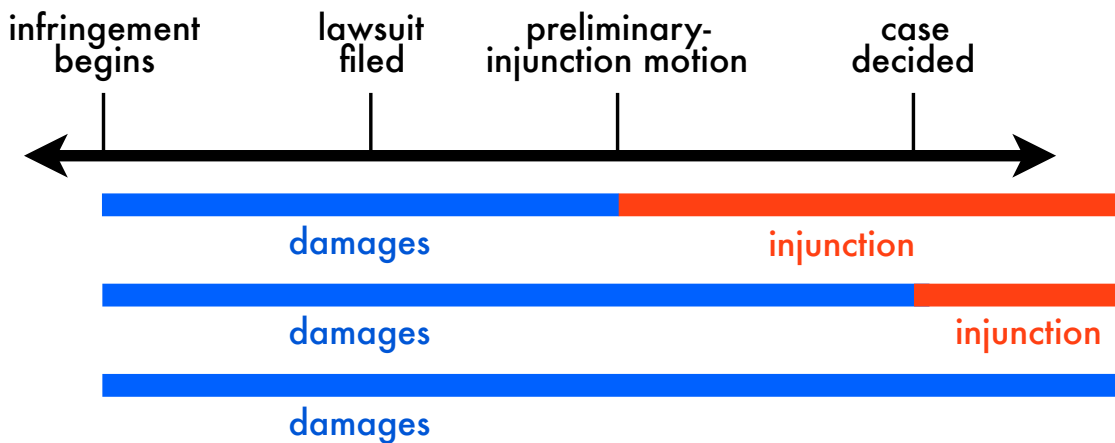 infringement
begins
lawsuit
filed
preliminary-
injunction motion
case
decided
damages
injunction
damages
injunction
damages